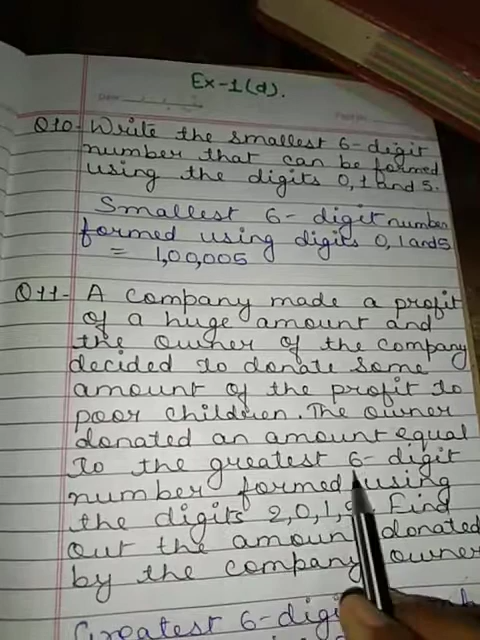 Ex-1(d).
Date
Q10- Write the smallest 6-digit
number that can be formed
using the digits 0, 1 and 5.
Smallest 6-digit number
formed using digits 0, 1 and 5
= 1,00,005
Q11- A company made a profit
of a huge amount and
the owner of the company
decided to donate some
amount of the profit to
poor children. The owner
donated an amount equal
to the greatest 6-digit
number formed using
the digits 2,0,1, Find
out the amoun donated
by the company owner
Greatest 6-digi